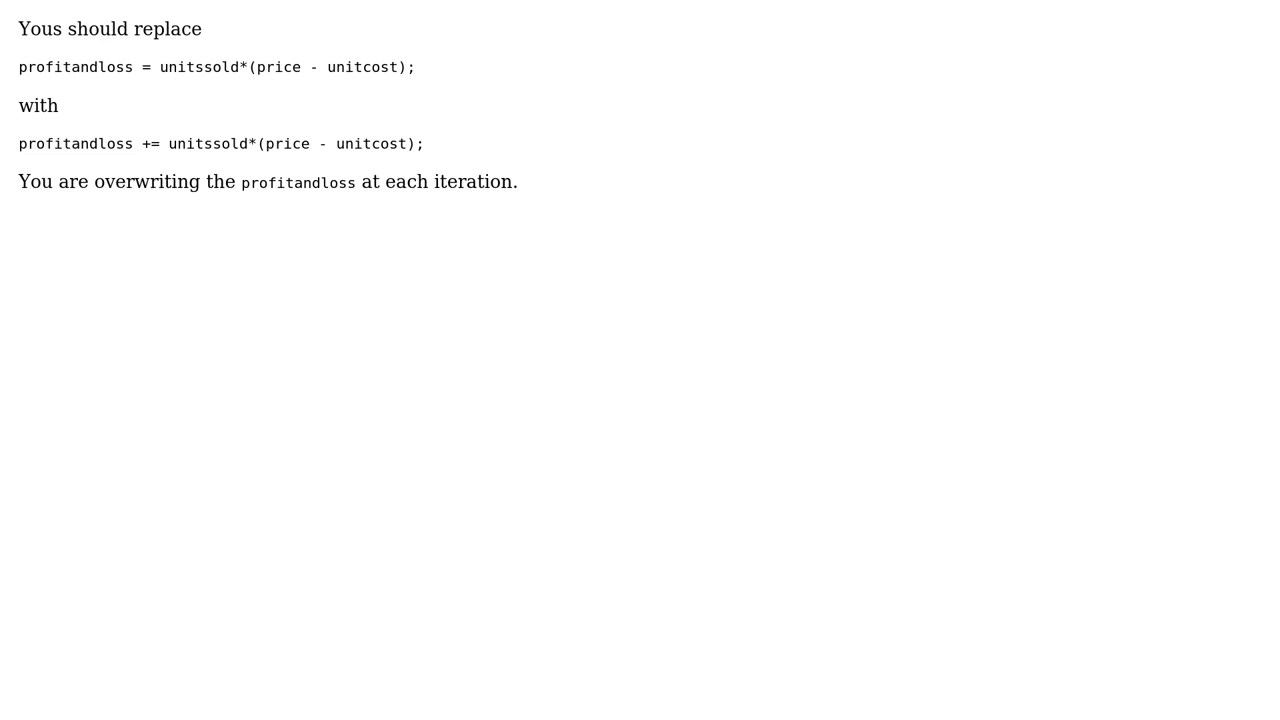 Yous should replace
profitandloss = unitssold*(price - unitcost);
with
profitandloss += unitssold*(price - unitcost);
You are overwriting the profitandloss at each iteration.